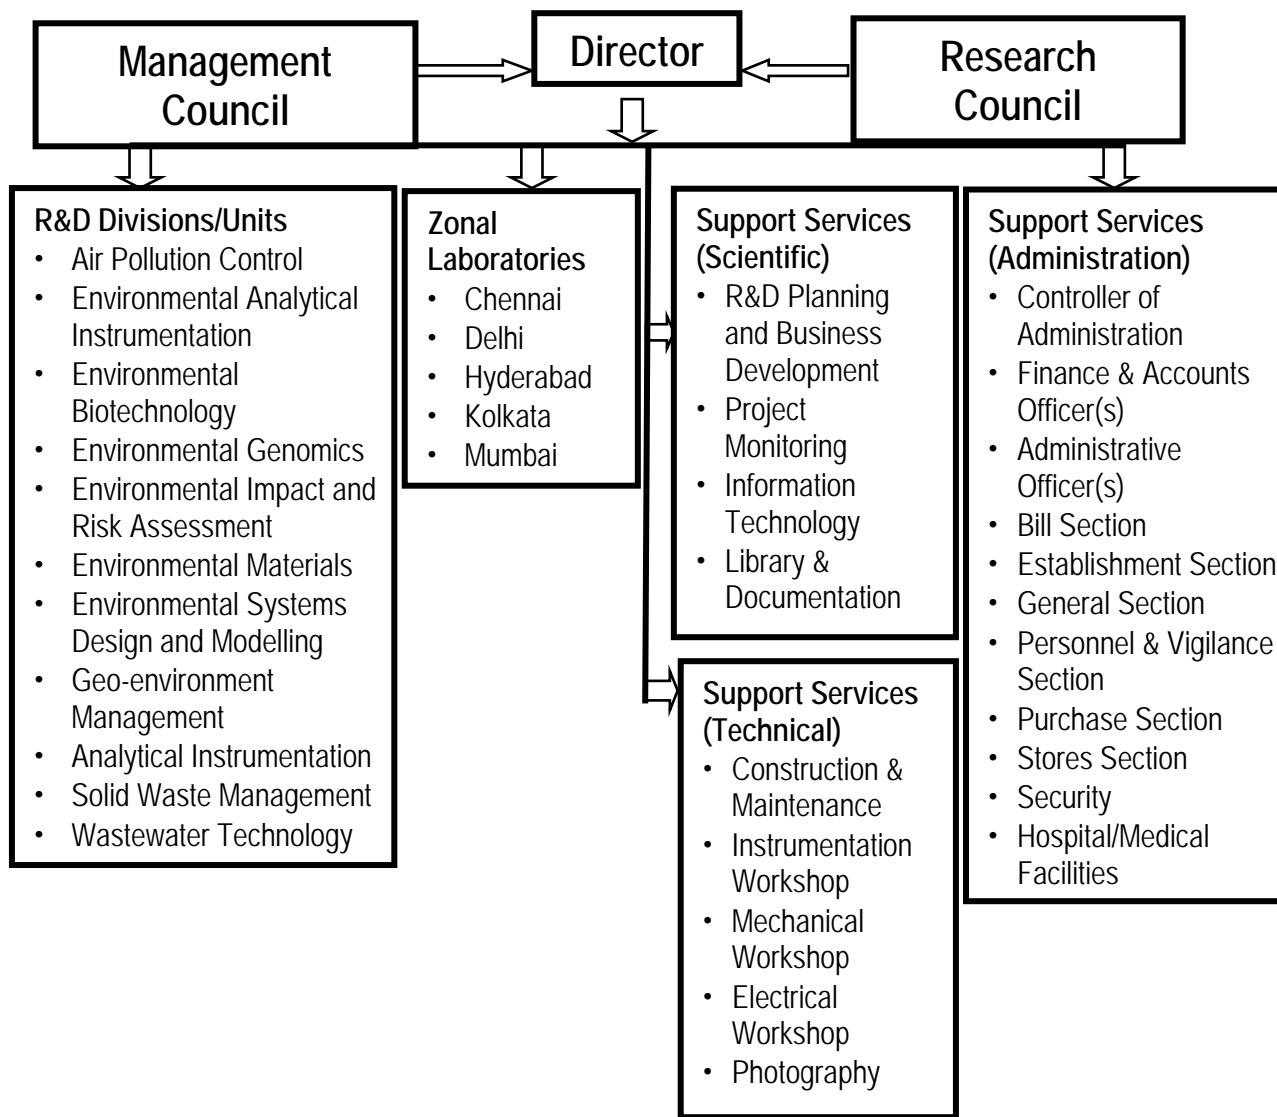 Management
Council
Director
Research
Council
R&D Divisions/Units
• Air Pollution Control
• Environmental Analytical
Instrumentation
• Environmental
Biotechnology
• Environmental Genomics
• Environmental Impact and
Risk Assessment
• Environmental Materials
• Environmental Systems
Design and Modelling
• Geo-environment
Management
• Analytical Instrumentation
• Solid Waste Management
• Wastewater Technology
Zonal
Laboratories
• Chennai
• Delhi
• Hyderabad
• Kolkata
• Mumbai
Support Services
(Scientific)
• R&D Planning
and Business
Development
• Project
Monitoring
• Information
Technology
• Library &
Documentation
Support Services
(Technical)
• Construction &
Maintenance
• Instrumentation
Workshop
• Mechanical
Workshop
• Electrical
Workshop
• Photography
Support Services
(Administration)
• Controller of
Administration
• Finance & Accounts
Officer(s)
• Administrative
Officer(s)
• Bill Section
• Establishment Section
• General Section
• Personnel & Vigilance
Section
• Purchase Section
• Stores Section
• Security
• Hospital/Medical
Facilities